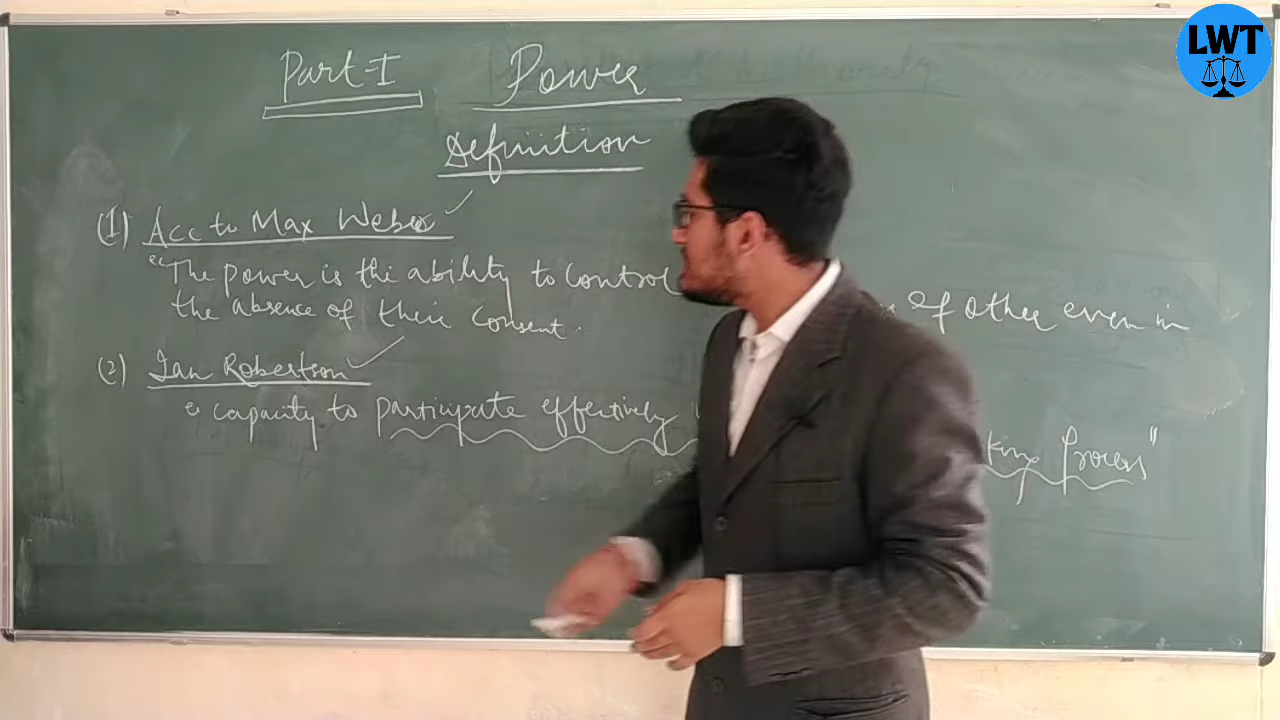 LWT
Part-I Power
Definition
(1) Acc to Max Weber
"The power is the ability to control of other even in
the absence of their consent.
(2) Ian Robertson
" capacity to participate effectively king process"